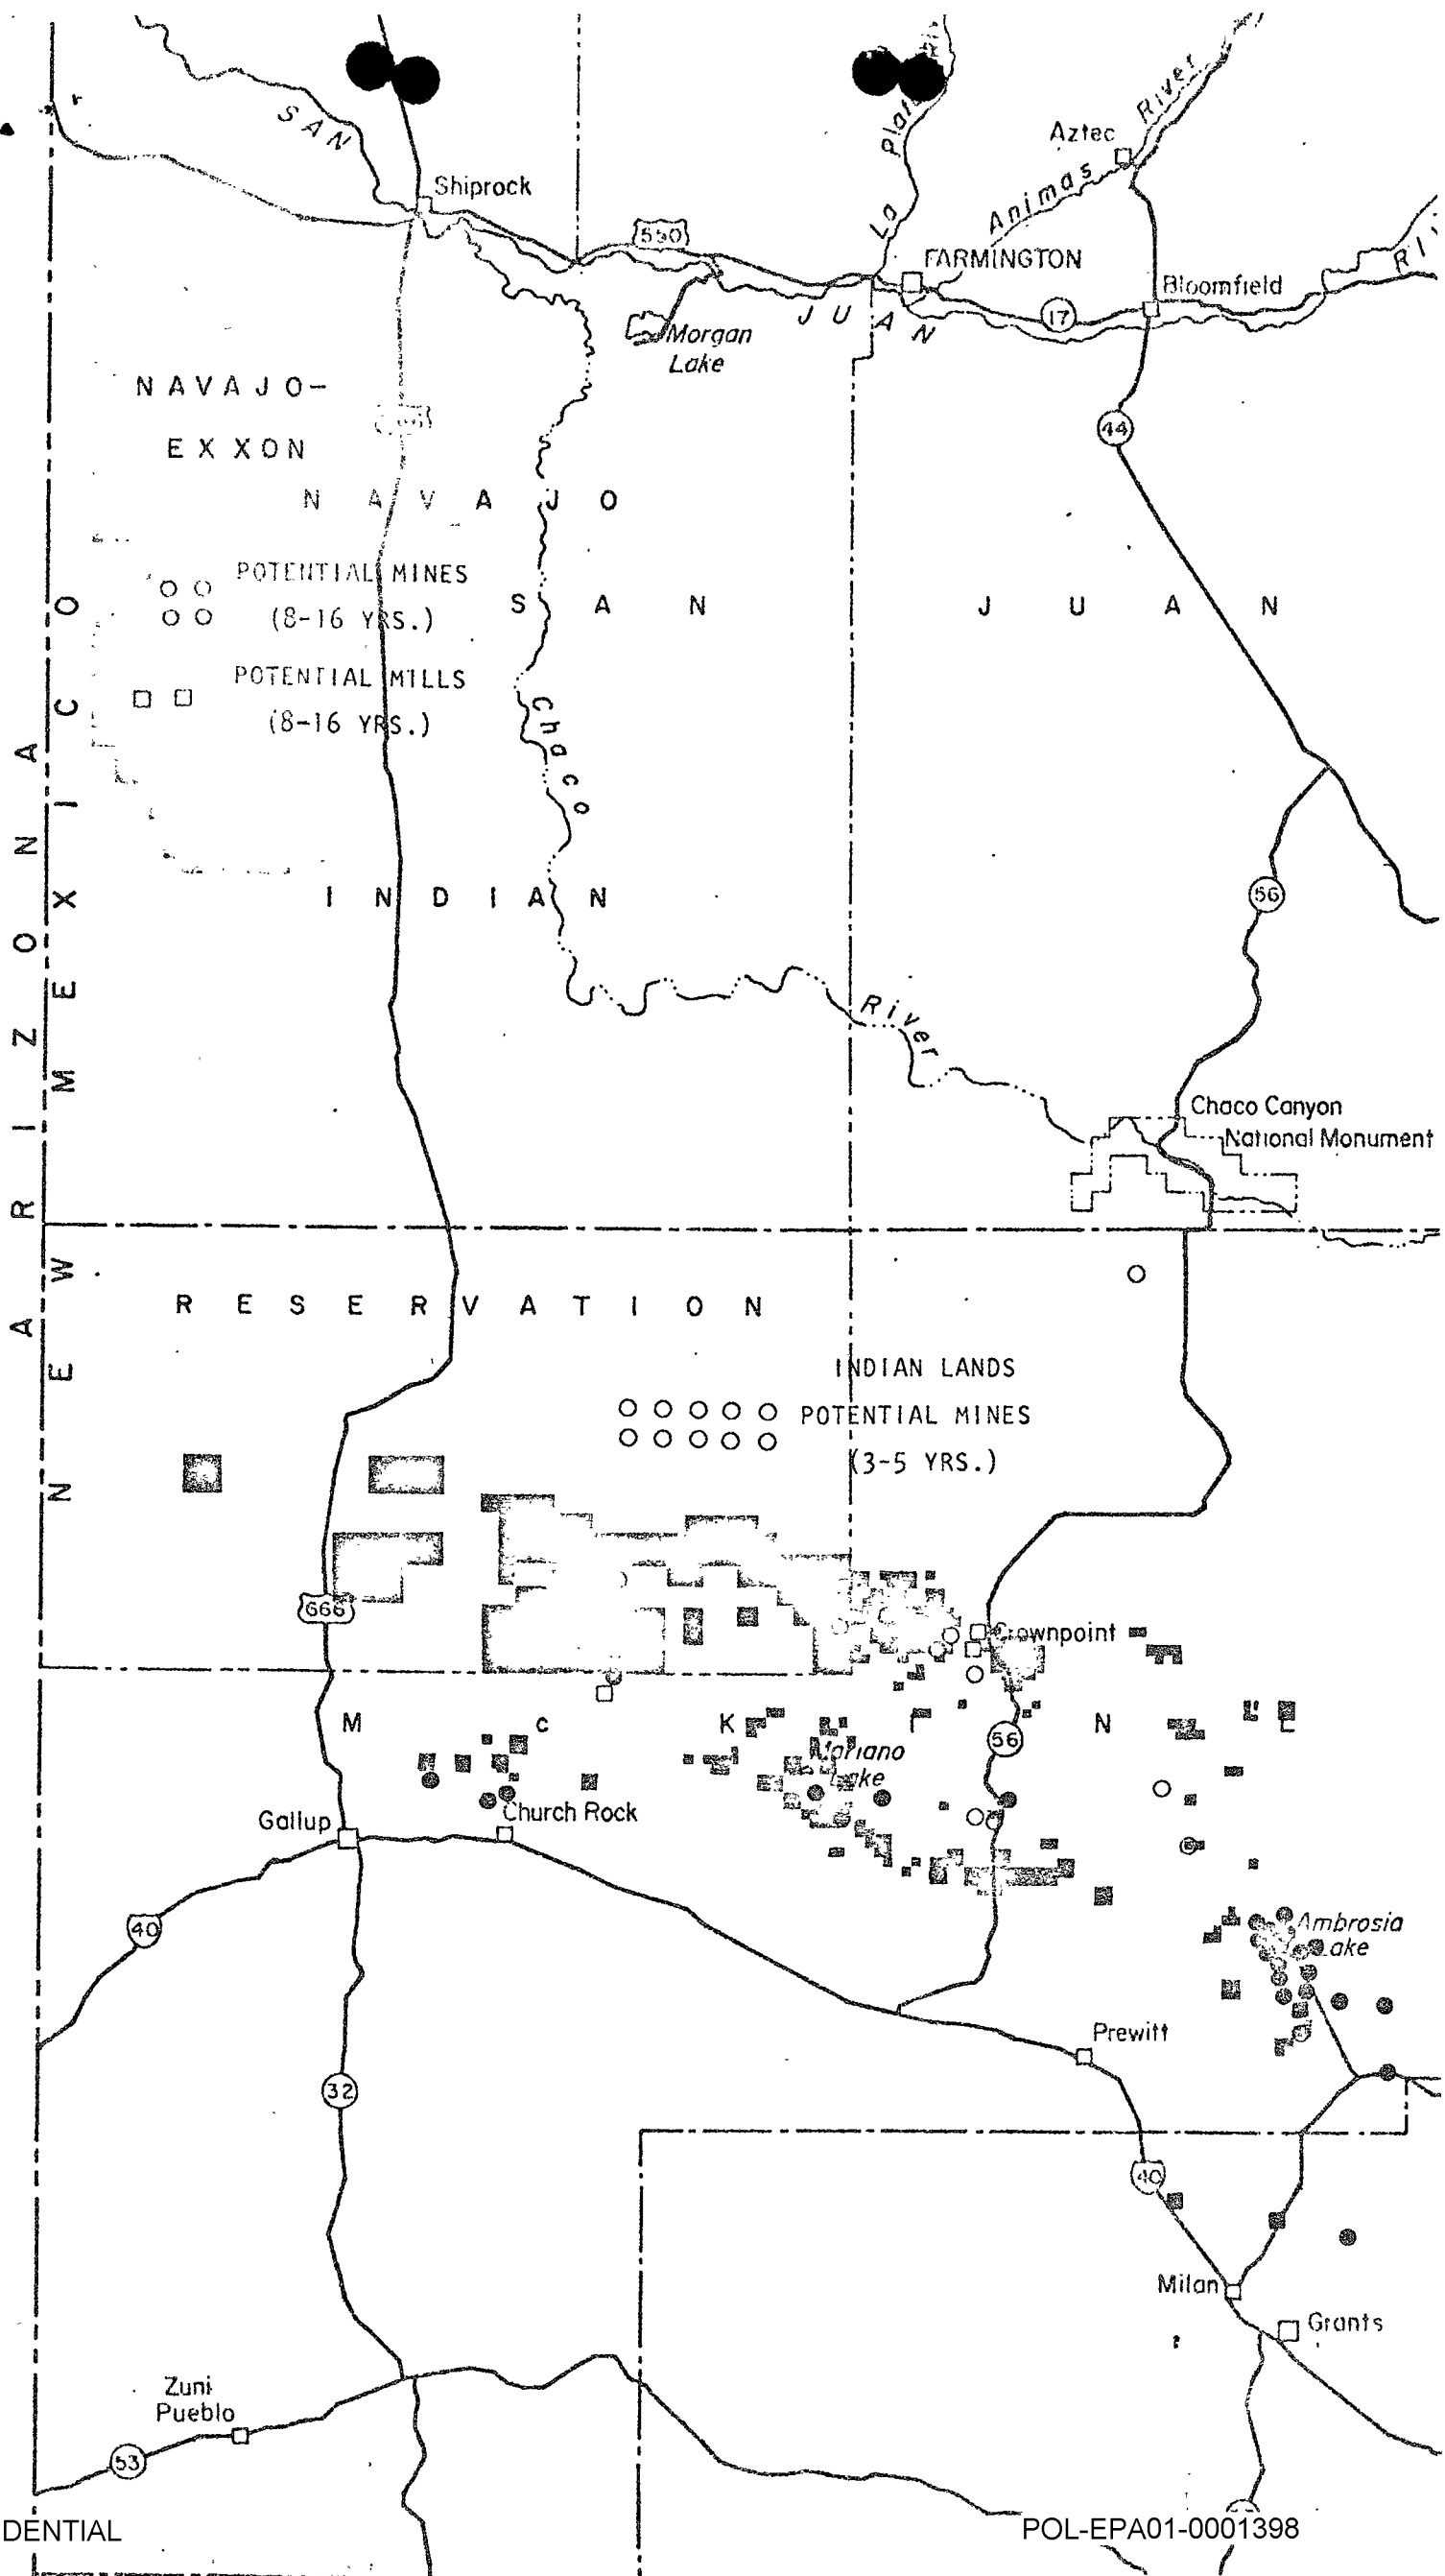 SAN
Shiprock
La
Animas
River
Aztec
550
FARMINGTON
Bloomfield
JUAN
17
Morgan
Lake
NAVAJO-
EXXON
44
NAVAJO
POTENTIAL MINES
(8-16 YRS.)
SAN JUAN
POTENTIAL MILLS
(8-16 YRS.)
Chaco
ARIZONA
NEW MEXICO
INDIAN
56
River
Chaco Canyon
National Monument
RESERVATION
INDIAN LANDS
POTENTIAL MINES
(3-5 YRS.)
666
Crownpoint
Mc K I N L
56
Mariano
Lake
Gallup
Church Rock
40
Ambrosia
Lake
Prewitt
32
40
Milan
Grants
Zuni
Pueblo
53
DENTIAL
POL-EPA01-0001398